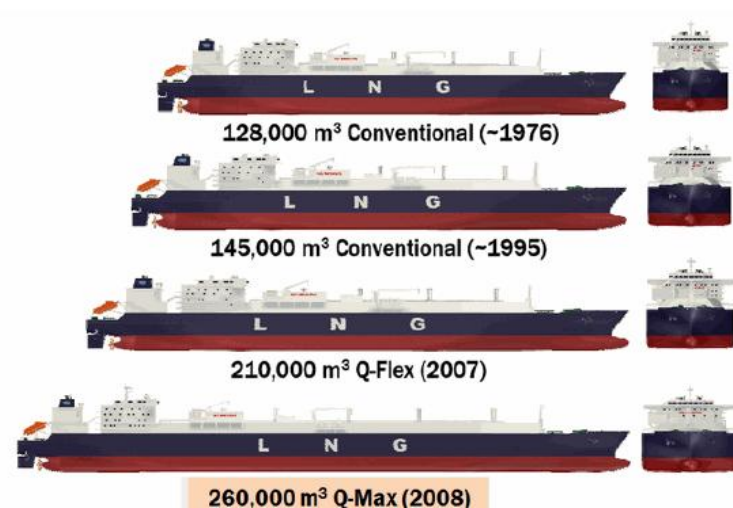 L N G
128,000 m³ Conventional (~1976)
L N G
145,000 m³ Conventional (~1995)
L N G
210,000 m³ Q-Flex (2007)
L N G
260,000 m³ Q-Max (2008)